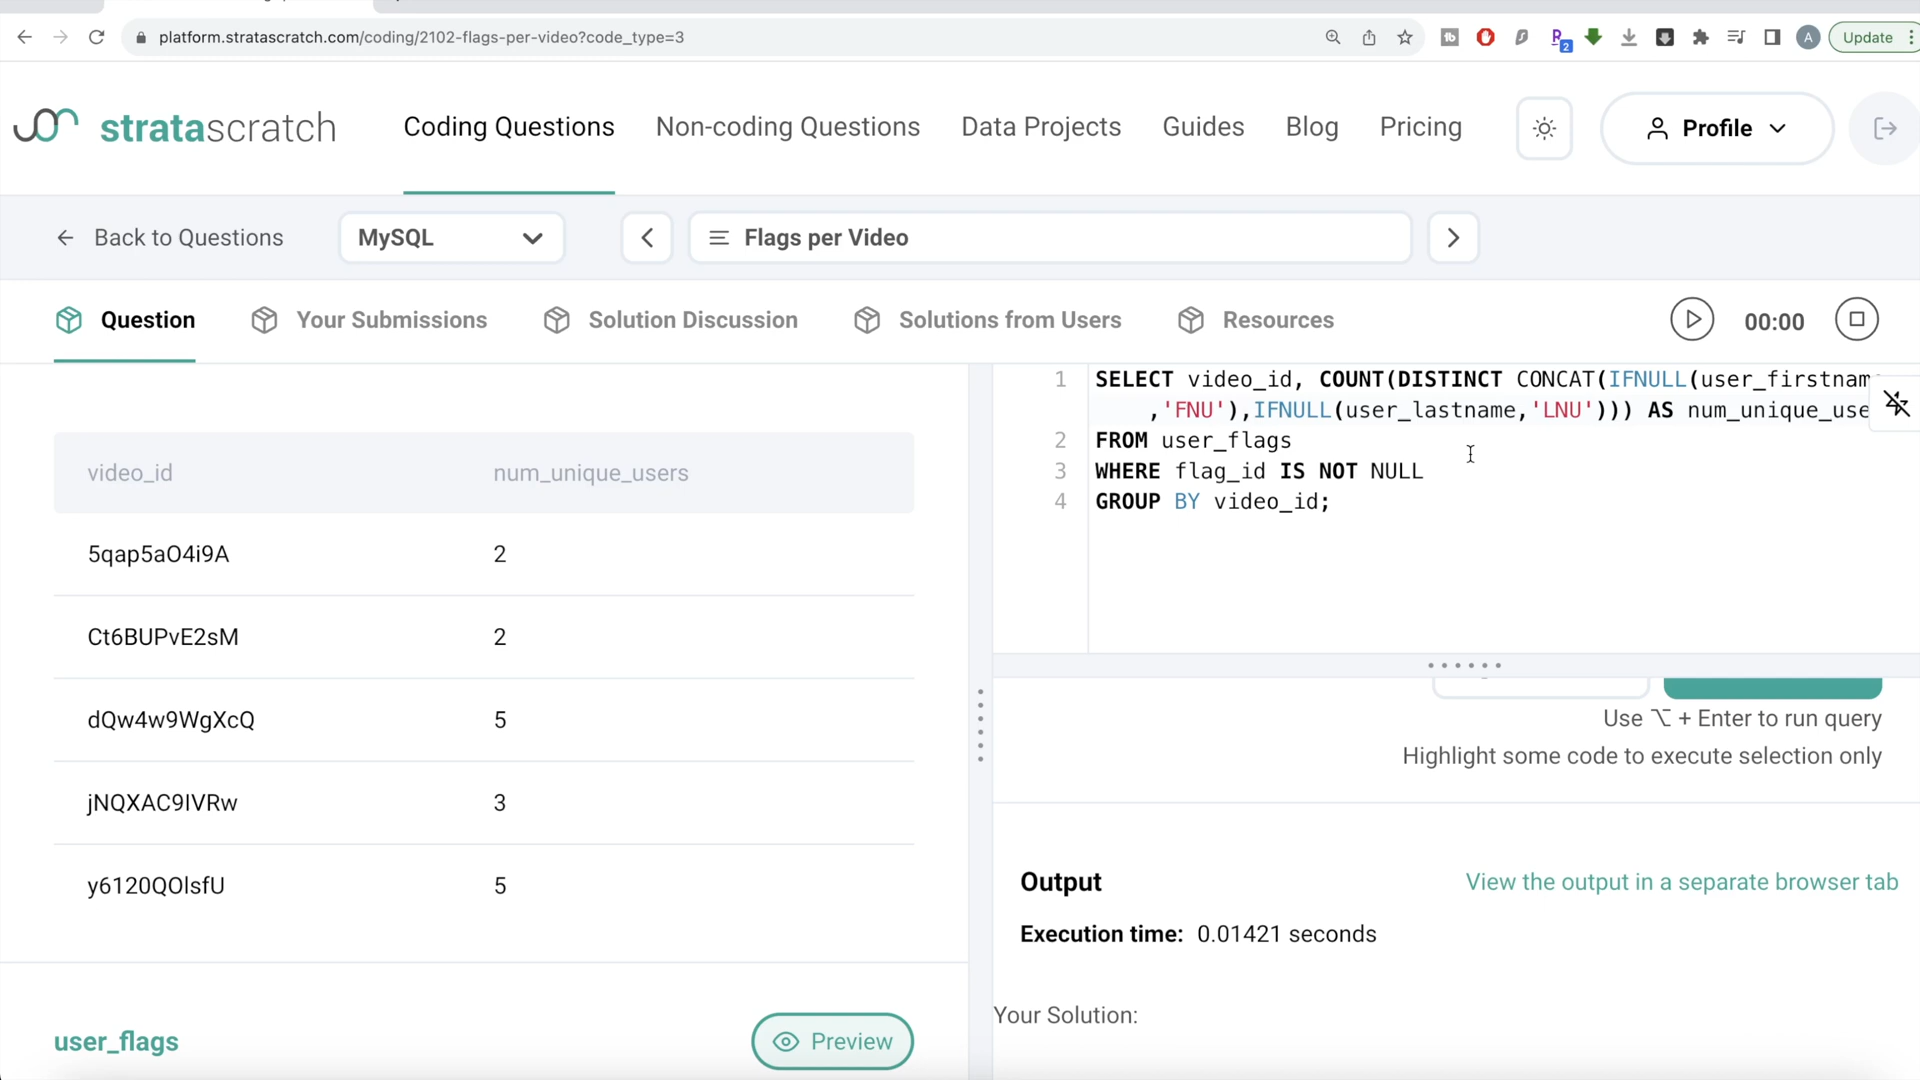 platform.stratascratch.com/coding/2102-flags-per-video?code_type=3
tb
2
A
Update
stratascratch
Coding Questions
Non-coding Questions
Data Projects
Guides
Blog
Pricing
Profile
Back to Questions
MySQL
Flags per Video
Question
Your Submissions
Solution Discussion
Solutions from Users
Resources
00:00
video_id num_unique_users
5qap5aO4i9A 2
Ct6BUPvE2sM 2
dQw4w9WgXcQ 5
jNQXAC9IVRw 3
y6120QOlsfU 5
user_flags
Preview
1 SELECT video_id, COUNT(DISTINCT CONCAT(IFNULL(user_firstname
,'FNU'),IFNULL(user_lastname,'LNU'))) AS num_unique_use
2 FROM user_flags
3 WHERE flag_id IS NOT NULL
4 GROUP BY video_id;
Use ⌥ + Enter to run query
Highlight some code to execute selection only
Output
View the output in a separate browser tab
Execution time: 0.01421 seconds
Your Solution: